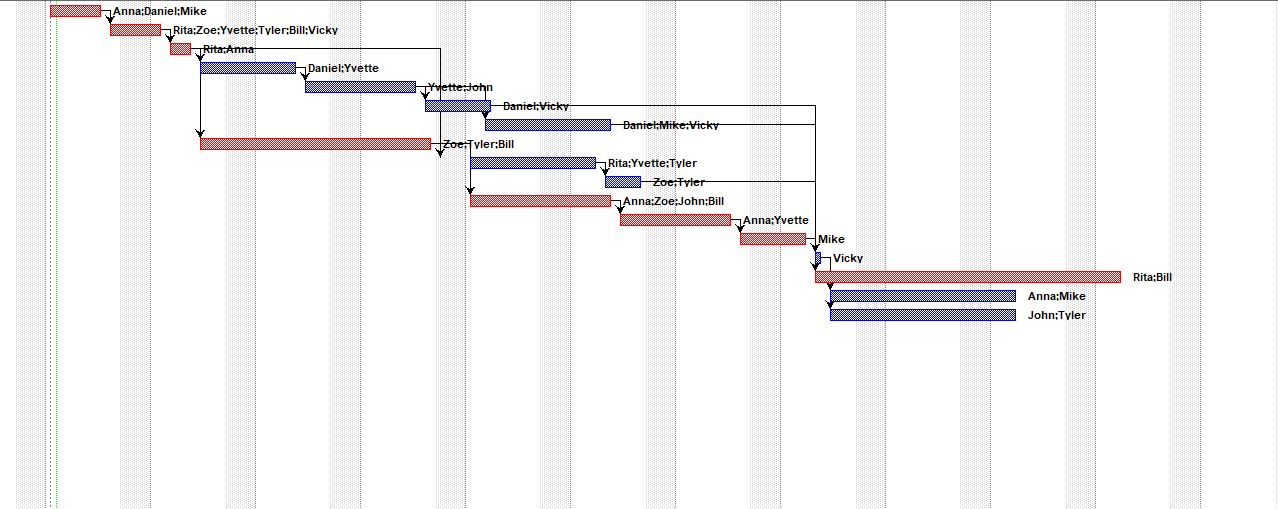 Anna;Daniel;Mike
Rita;Zoe;Yvette;Tyler;Bill;Vicky
Rita;Anna
Daniel;Yvette
Yvette;John
Daniel;Vicky
Daniel;Mike;Vicky
Zoe;Tyler;Bill
Rita;Yvette;Tyler
Zoe;Tyler
Anna;Zoe;John;Bill
Anna;Yvette
Mike
Vicky
Rita;Bill
Anna;Mike
John;Tyler